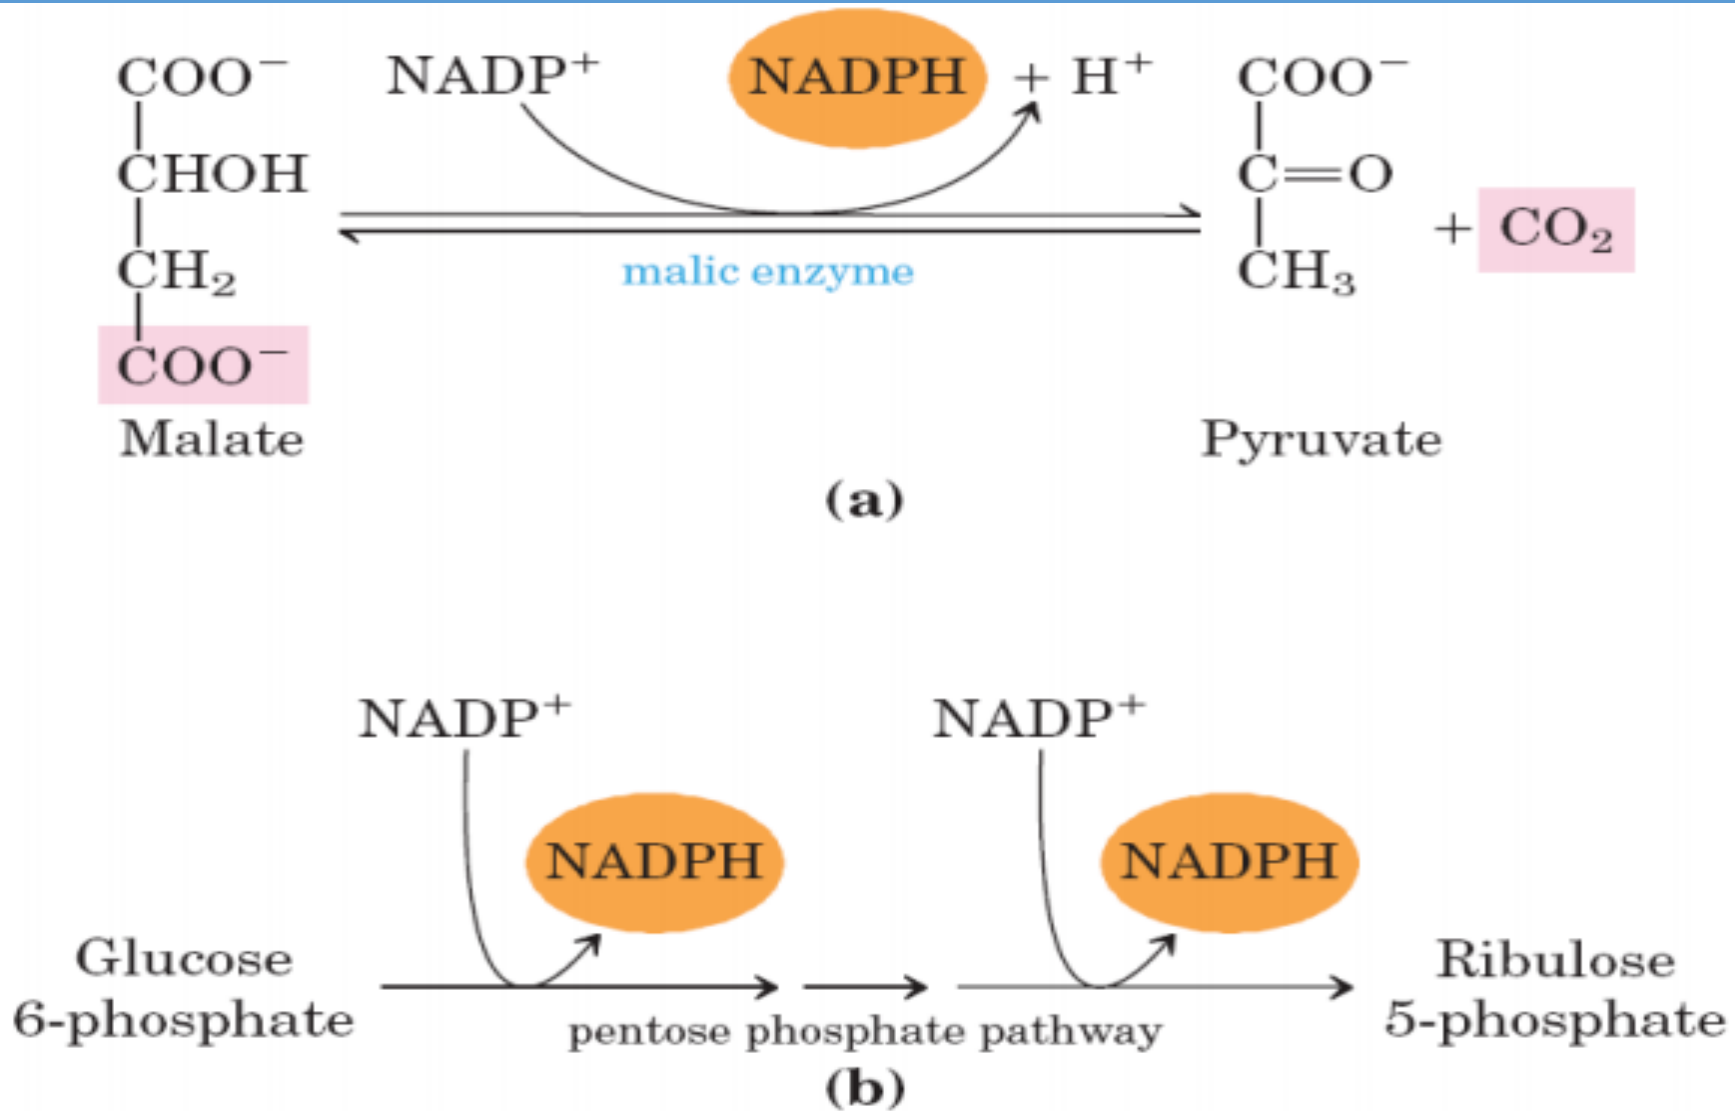 COO⁻ NADP⁺ NADPH + H⁺ COO⁻
CHOH C=O
+ CO₂
CH₂ malic enzyme CH₃
COO⁻
Malate Pyruvate
(a)
NADP⁺ NADP⁺
NADPH NADPH
Glucose Ribulose
6-phosphate 5-phosphate
pentose phosphate pathway
(b)